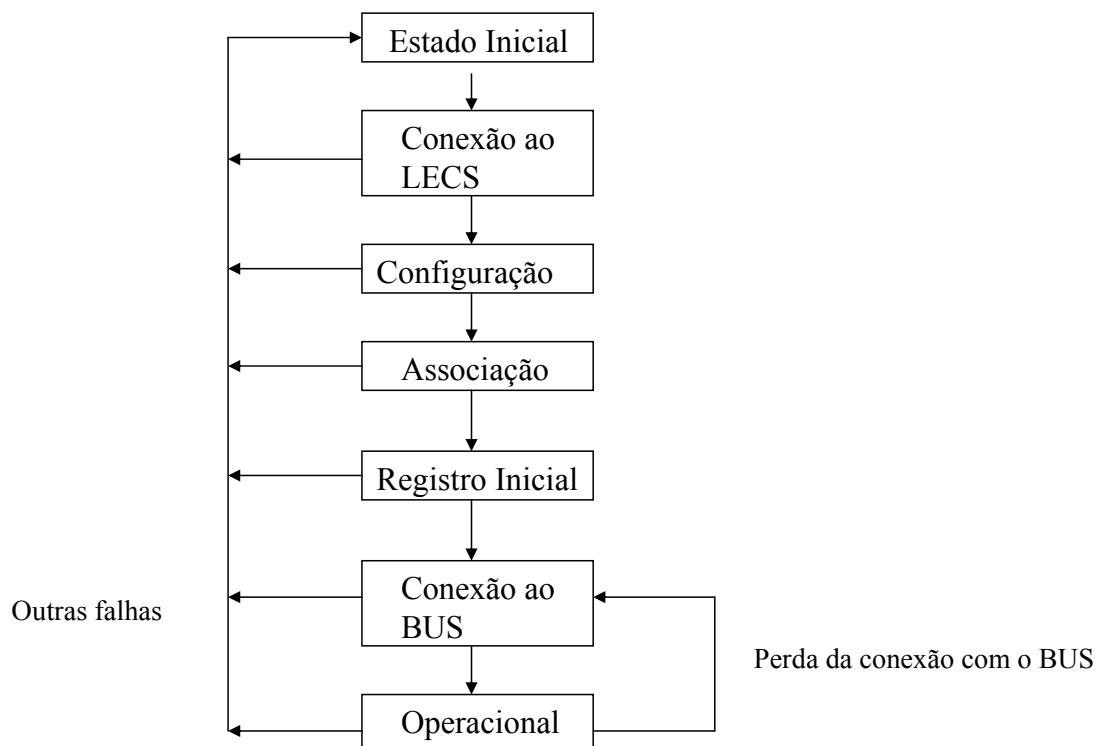 Estado Inicial
Conexão ao
LECS
Configuração
Associação
Registro Inicial
Conexão ao
BUS
Outras falhas
Perda da conexão com o BUS
Operacional